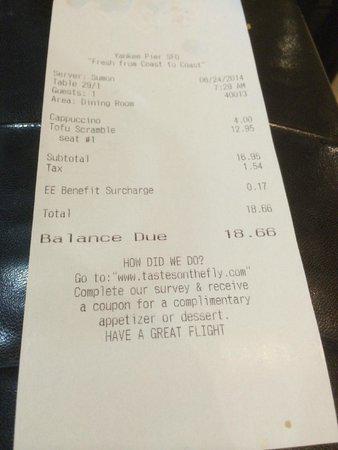 Yankee Pier SFO
"Fresh from Coast to Coast"
Server: Sumon 06/24/2014
Table 29/1 7:29 AM
Guests: 1 40013
Area: Dining Room
Cappuccino 4.00
Tofu Scramble 12.95
seat #1
Subtotal 16.95
Tax 1.54
EE Benefit Surcharge 0.17
Total 18.66
Balance Due 18.66
HOW DID WE DO?
Go to:"www.tastesonthefly.com"
Complete our survey & receive
a coupon for a complimentary
appetizer or dessert.
HAVE A GREAT FLIGHT